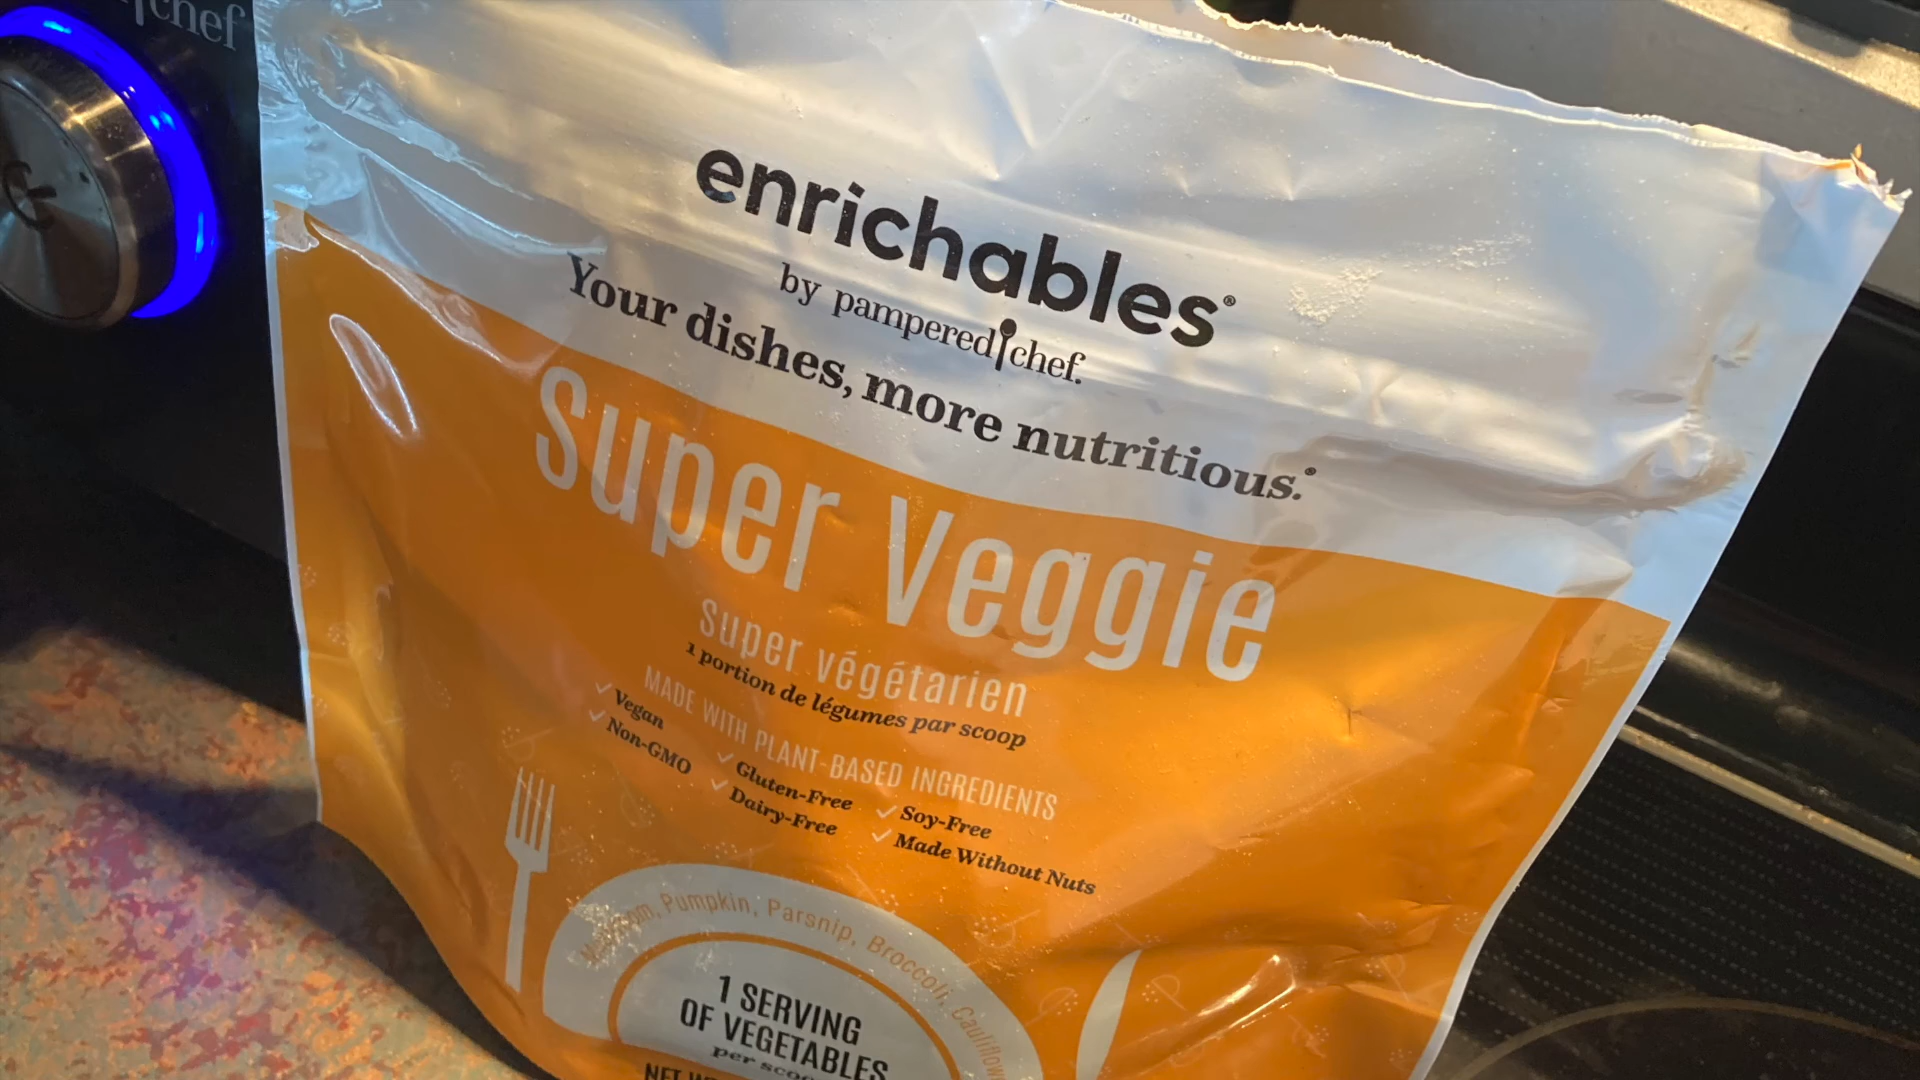 chef
enrichables®
by pampered chef.
Your dishes, more nutritious.®
Super Veggie
Super végétarien
1 portion de légumes par scoop
MADE WITH PLANT-BASED INGREDIENTS
Vegan
Non-GMO
Gluten-Free
Dairy-Free
Soy-Free
Made Without Nuts
Pumpkin, Parsnip, Broccoli,
1 SERVING
OF VEGETABLES
per
NET